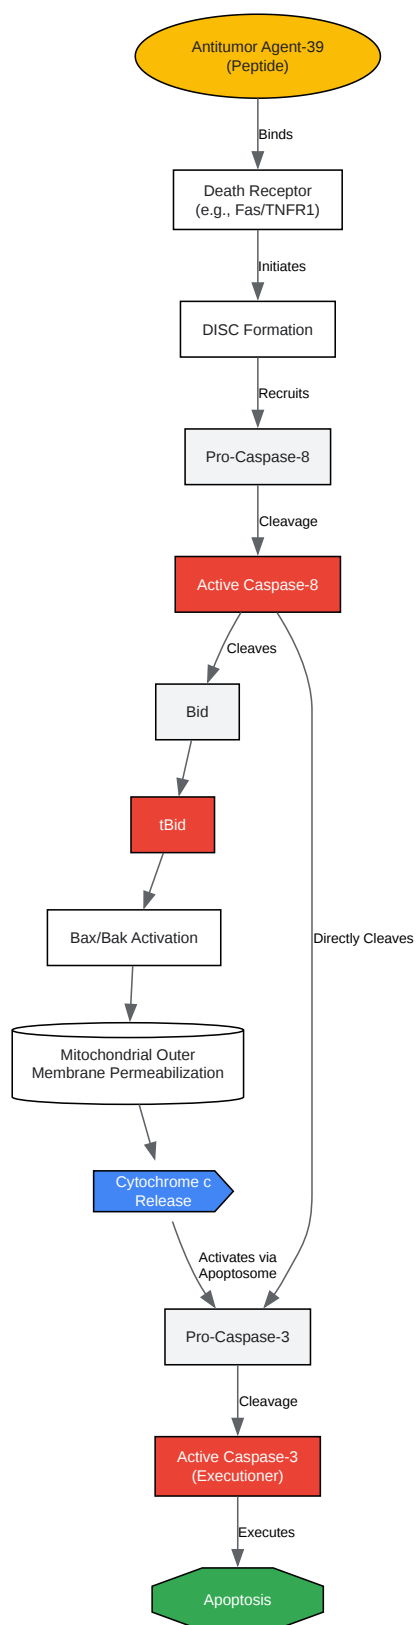 Antitumor Agent-39
(Peptide)
Binds
Death Receptor
(e.g., Fas/TNFR1)
Initiates
DISC Formation
Recruits
Pro-Caspase-8
Cleavage
Active Caspase-8
Cleaves
Bid
tBid
Bax/Bak Activation
Directly Cleaves
Mitochondrial Outer
Membrane Permeabilization
Cytochrome c
Release
Activates via
Apoptosome
Pro-Caspase-3
Cleavage
Active Caspase-3
(Executioner)
Executes
Apoptosis